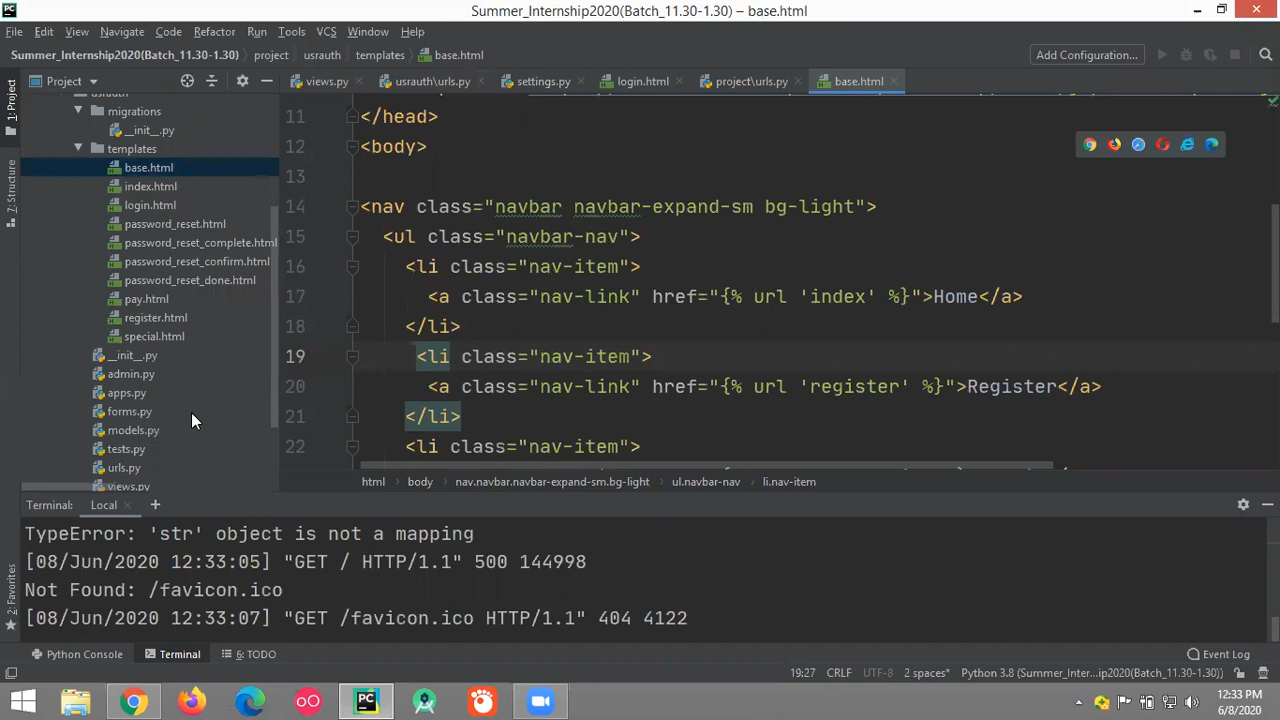 PC
Summer_Internship2020(Batch_11.30-1.30) – base.html
File Edit View Navigate Code Refactor Run Tools VCS Window Help
Summer_Internship2020(Batch_11.30-1.30) project usrauth templates base.html
Add Configuration...
Project
views.py usrauth\urls.py settings.py login.html project\urls.py base.html
1: Project
7: Structure
2: Favorites
usrauth
migrations
__init__.py
templates
base.html
index.html
login.html
password_reset.html
password_reset_complete.html
password_reset_confirm.html
password_reset_done.html
pay.html
register.html
special.html
__init__.py
admin.py
apps.py
forms.py
models.py
tests.py
urls.py
views.py
11 </head>
12 <body>
13
14 <nav class="navbar navbar-expand-sm bg-light">
15 <ul class="navbar-nav">
16 <li class="nav-item">
17 <a class="nav-link" href="{% url 'index' %}">Home</a>
18 </li>
19 <li class="nav-item">
20 <a class="nav-link" href="{% url 'register' %}">Register</a>
21 </li>
22 <li class="nav-item">
html body nav.navbar.navbar-expand-sm.bg-light ul.navbar-nav li.nav-item
Terminal: Local
TypeError: 'str' object is not a mapping
[08/Jun/2020 12:33:05] "GET / HTTP/1.1" 500 144998
Not Found: /favicon.ico
[08/Jun/2020 12:33:07] "GET /favicon.ico HTTP/1.1" 404 4122
Python Console Terminal 6: TODO Event Log
19:27 CRLF UTF-8 2 spaces* Python 3.8 (Summer_Inter...ip2020(Batch_11.30-1.30))
PC
12:33 PM
6/8/2020